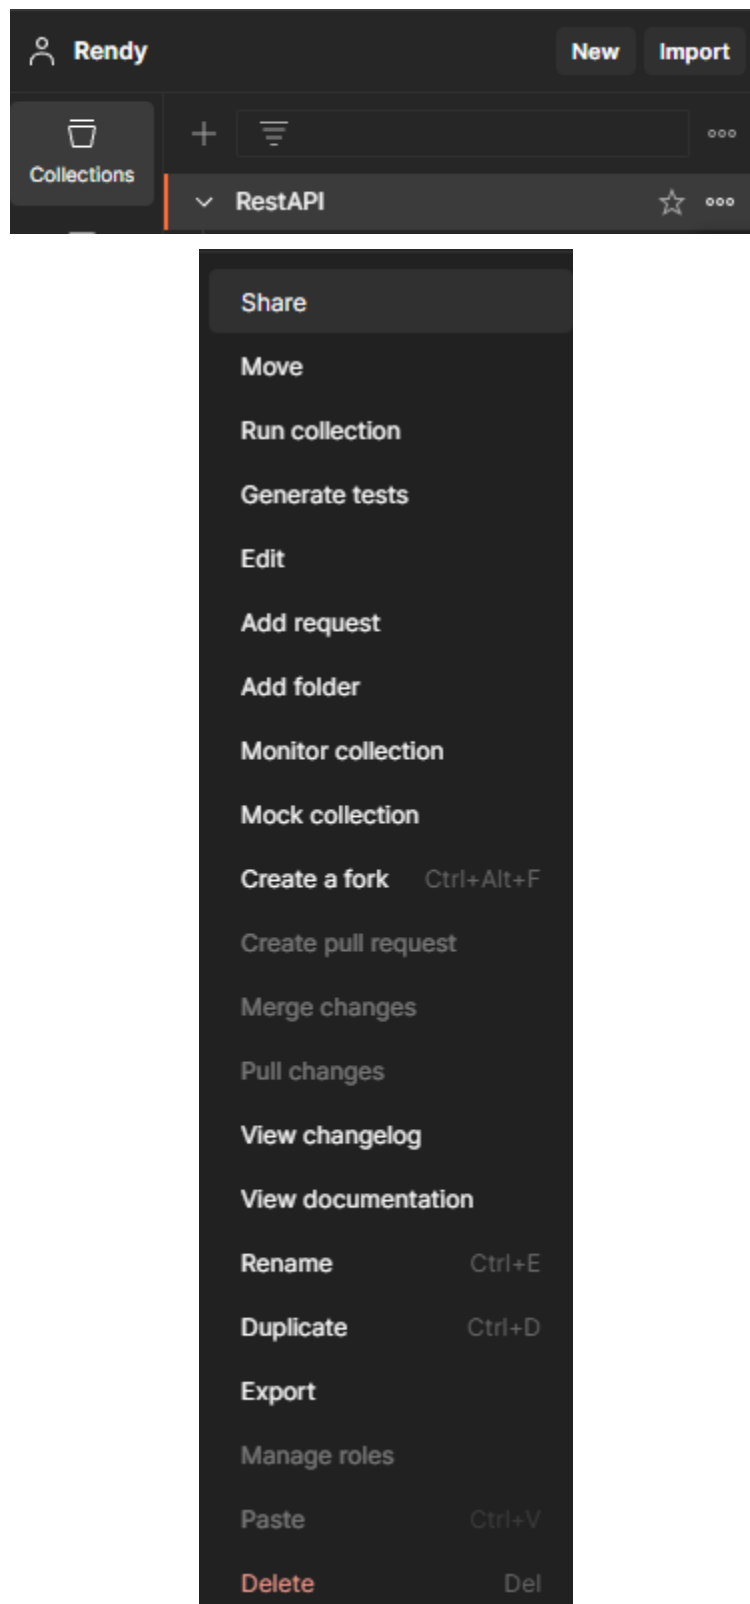 Rendy New Import
Collections
RestAPI
Share
Move
Run collection
Generate tests
Edit
Add request
Add folder
Monitor collection
Mock collection
Create a fork Ctrl+Alt+F
Create pull request
Merge changes
Pull changes
View changelog
View documentation
Rename Ctrl+E
Duplicate Ctrl+D
Export
Manage roles
Paste Ctrl+V
Delete Del